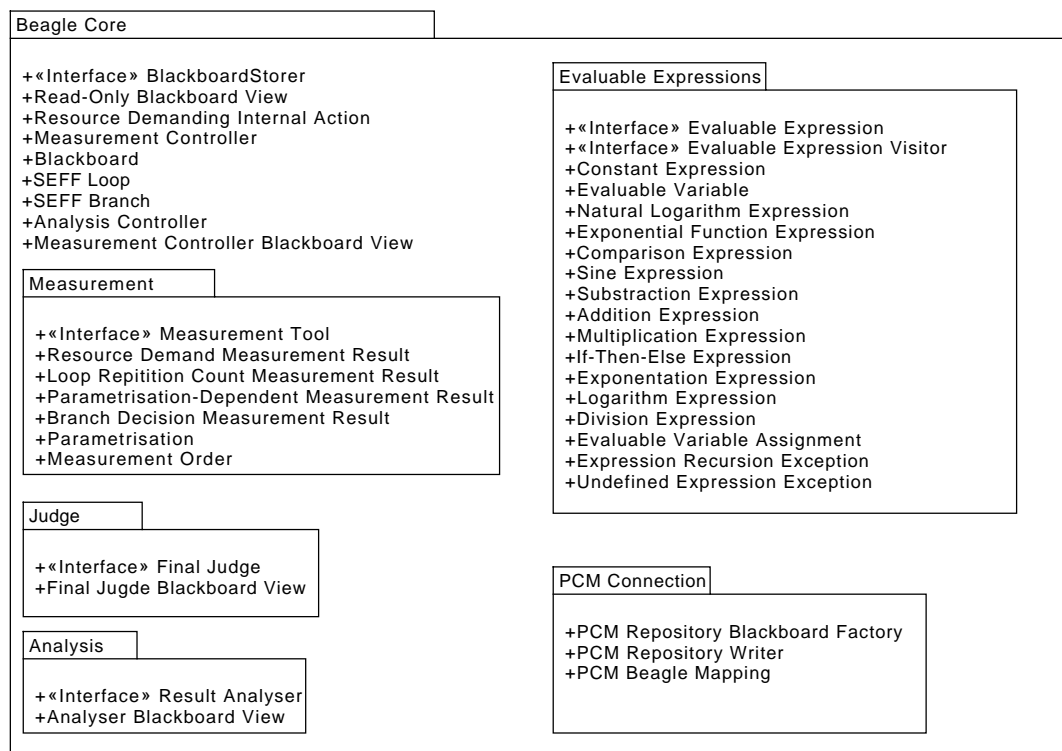 Beagle Core
+«Interface» BlackboardStorer
+Read-Only Blackboard View
+Resource Demanding Internal Action
+Measurement Controller
+Blackboard
+SEFF Loop
+SEFF Branch
+Analysis Controller
+Measurement Controller Blackboard View
Measurement
+«Interface» Measurement Tool
+Resource Demand Measurement Result
+Loop Repitition Count Measurement Result
+Parametrisation-Dependent Measurement Result
+Branch Decision Measurement Result
+Parametrisation
+Measurement Order
Judge
+«Interface» Final Judge
+Final Jugde Blackboard View
Analysis
+«Interface» Result Analyser
+Analyser Blackboard View
Evaluable Expressions
+«Interface» Evaluable Expression
+«Interface» Evaluable Expression Visitor
+Constant Expression
+Evaluable Variable
+Natural Logarithm Expression
+Exponential Function Expression
+Comparison Expression
+Sine Expression
+Substraction Expression
+Addition Expression
+Multiplication Expression
+If-Then-Else Expression
+Exponentation Expression
+Logarithm Expression
+Division Expression
+Evaluable Variable Assignment
+Expression Recursion Exception
+Undefined Expression Exception
PCM Connection
+PCM Repository Blackboard Factory
+PCM Repository Writer
+PCM Beagle Mapping